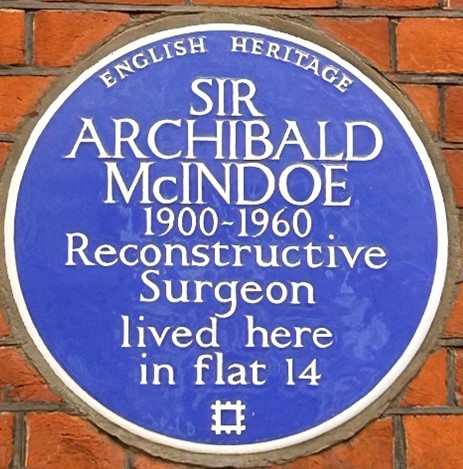 ENGLISH HERITAGE
SIR
ARCHIBALD
McINDOE
1900-1960
Reconstructive
Surgeon
lived here
in flat 14